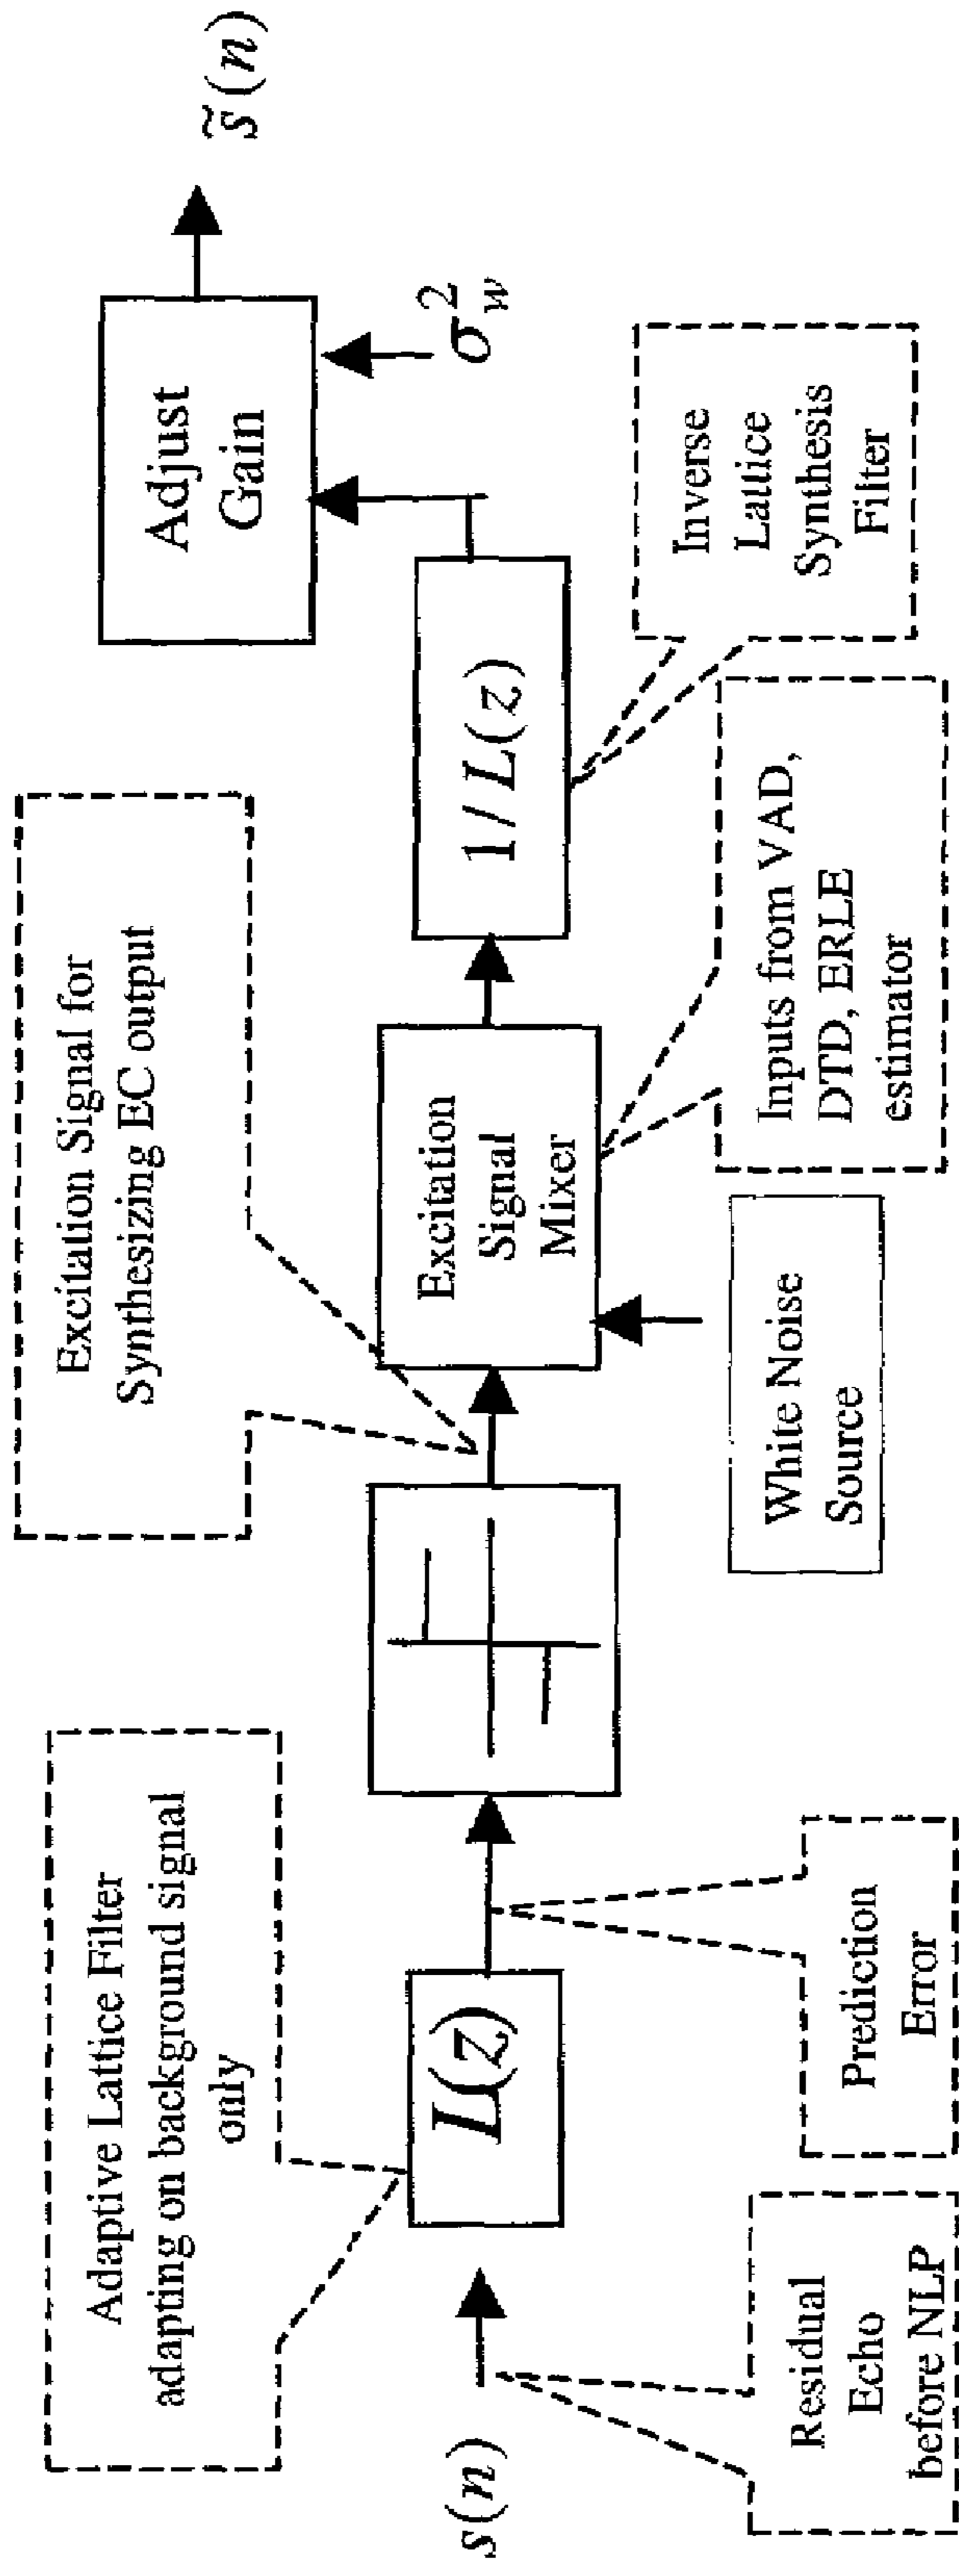 Adaptive Lattice Filter
adapting on background signal
only
Excitation Signal for
Synthesizing EC output
s(n)
L(z)
Excitation
Signal
Mixer
1 / L(z)
Adjust
Gain
s̃(n)
σ²w
Residual
Echo
before NLP
Prediction
Error
White Noise
Source
Inputs from VAD,
DTD, ERLE
estimator
Inverse
Lattice
Synthesis
Filter